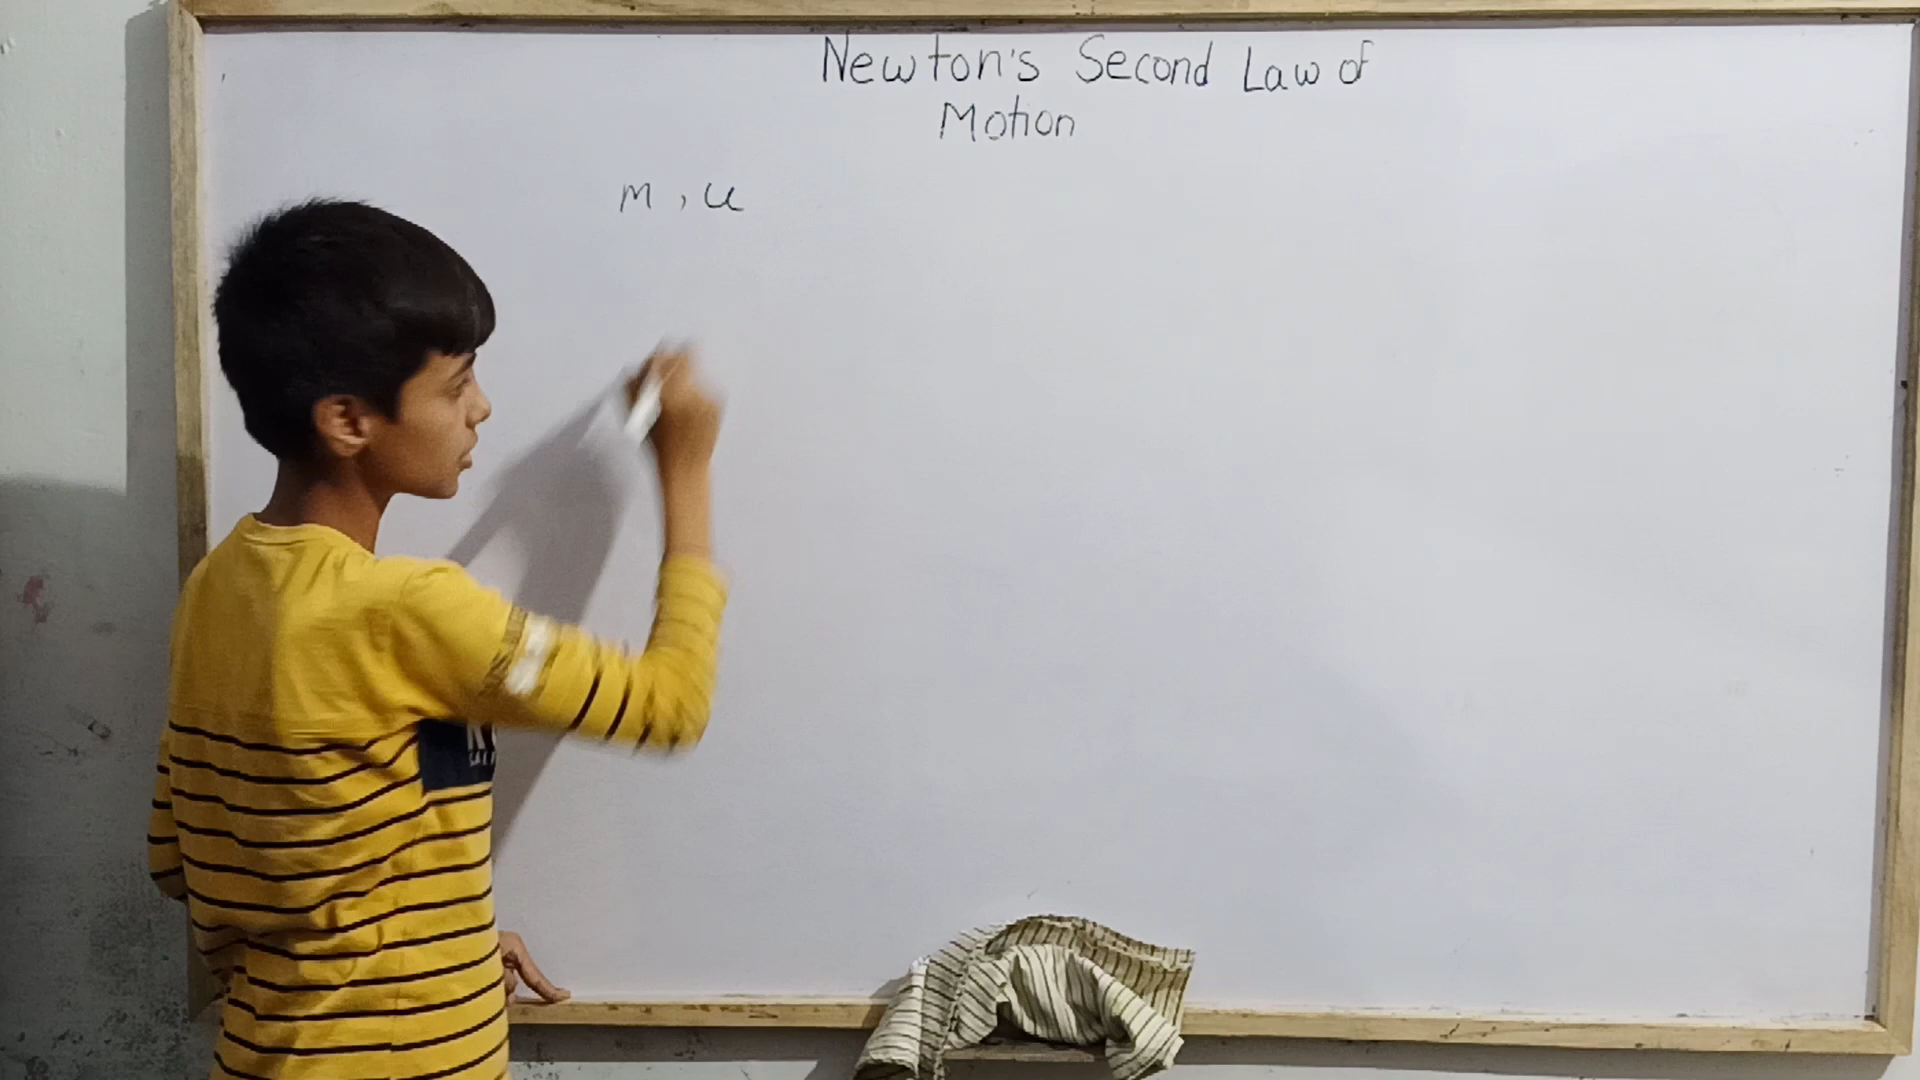 Newton's Second Law of
Motion
m , u